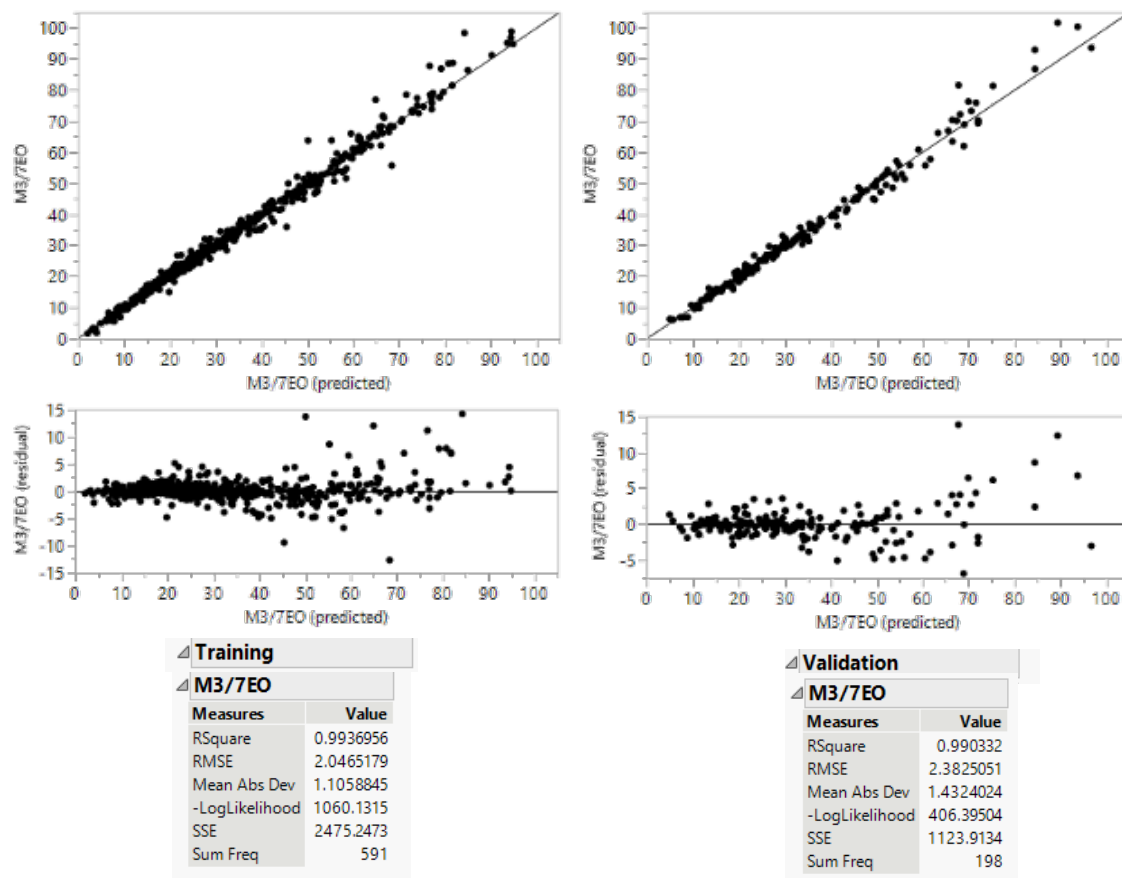 100
90
80
70
60
50
40
30
20
10
0
M3/7EO
0 10 20 30 40 50 60 70 80 90 100
M3/7EO (predicted)
15
10
5
0
-5
-10
-15
M3/7EO (residual)
0 10 20 30 40 50 60 70 80 90 100
M3/7EO (predicted)
Training
M3/7EO
Measures Value
RSquare 0.9936956
RMSE 2.0465179
Mean Abs Dev 1.1058845
-LogLikelihood 1060.1315
SSE 2475.2473
Sum Freq 591
100
90
80
70
60
50
40
30
20
10
0
M3/7EO
0 10 20 30 40 50 60 70 80 90 100
M3/7EO (predicted)
15
10
5
0
-5
M3/7EO (residual)
0 10 20 30 40 50 60 70 80 90 100
M3/7EO (predicted)
Validation
M3/7EO
Measures Value
RSquare 0.990332
RMSE 2.3825051
Mean Abs Dev 1.4324024
-LogLikelihood 406.39504
SSE 1123.9134
Sum Freq 198